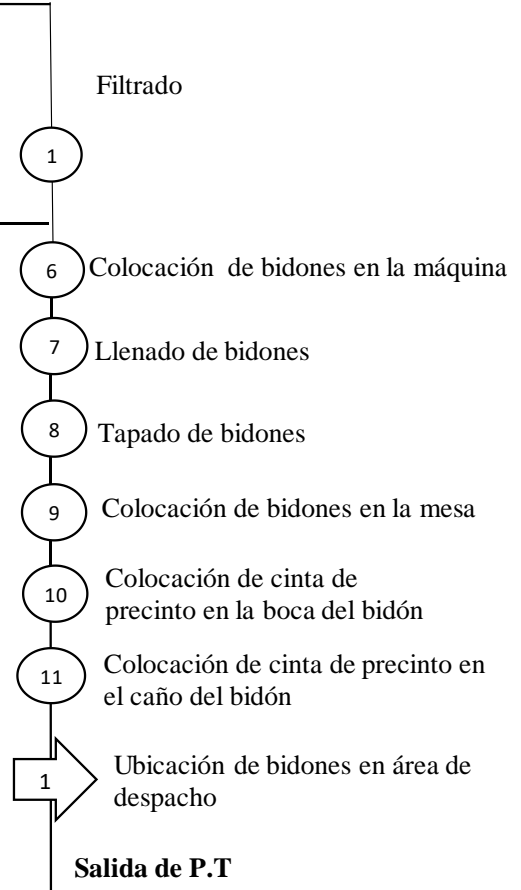 Filtrado
1
6 Colocación de bidones en la máquina
7 Llenado de bidones
8 Tapado de bidones
9 Colocación de bidones en la mesa
10 Colocación de cinta de
precinto en la boca del bidón
11 Colocación de cinta de precinto en
el caño del bidón
1 Ubicación de bidones en área de
despacho
Salida de P.T